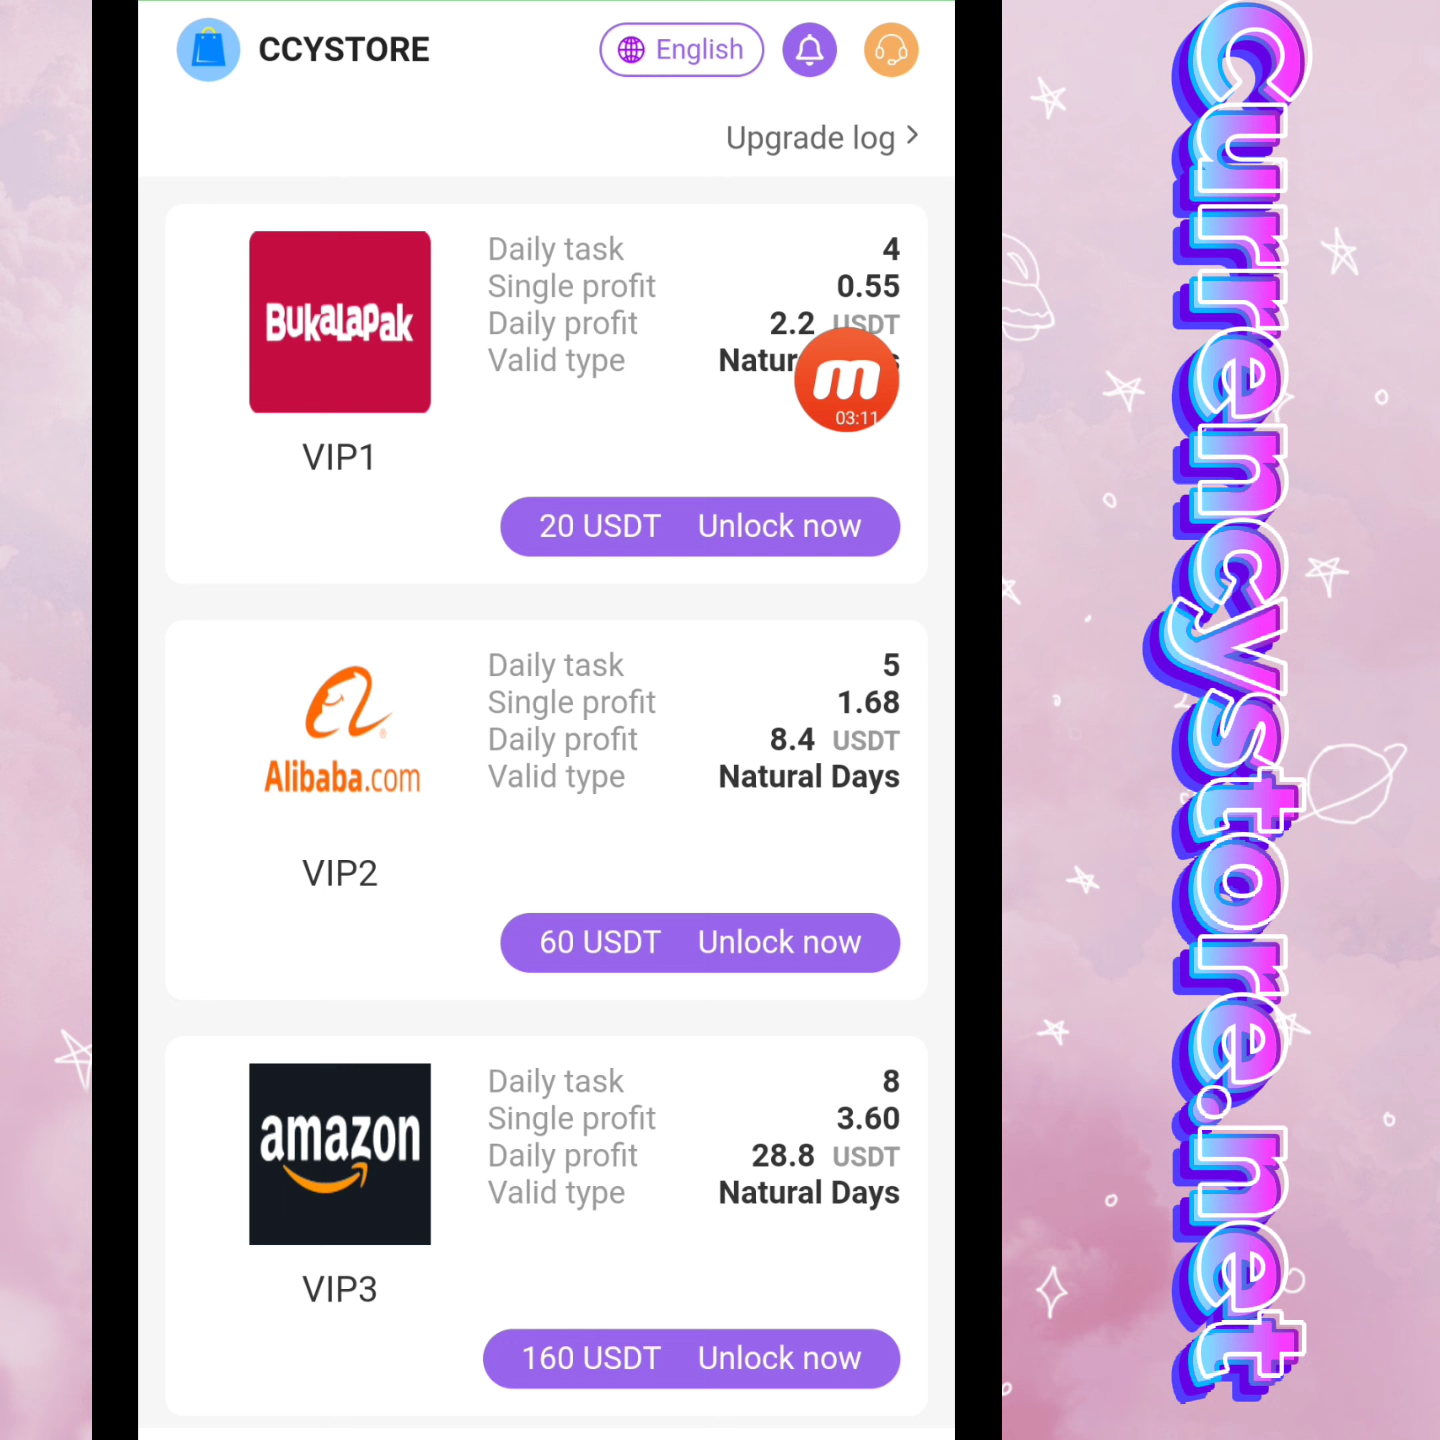 CCYSTORE
English
Upgrade log
BUKALAPAK
Daily task 4
Single profit 0.55
Daily profit 2.2 USDT
Valid type
m
03:11
VIP1
20 USDT Unlock now
Alibaba.com
Daily task 5
Single profit 1.68
Daily profit 8.4 USDT
Valid type Natural Days
VIP2
60 USDT Unlock now
amazon
Daily task 8
Single profit 3.60
Daily profit 28.8 USDT
Valid type Natural Days
VIP3
160 USDT Unlock now
Currencystore.net